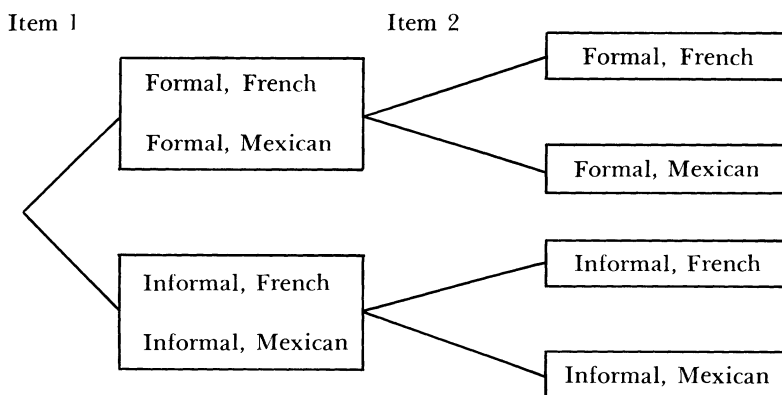 Item 1
Item 2
Formal, French
Formal, Mexican
Formal, French
Formal, Mexican
Informal, French
Informal, Mexican
Informal, French
Informal, Mexican